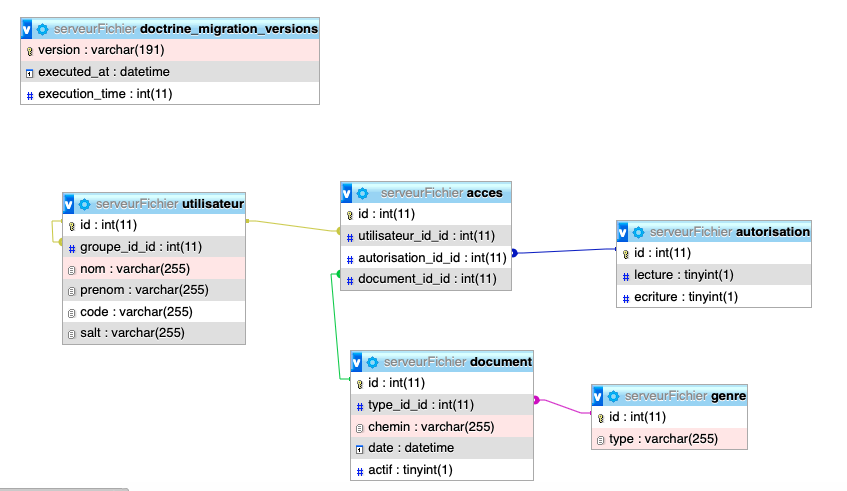 v serveurFichier doctrine_migration_versions
version : varchar(191)
executed_at : datetime
# execution_time : int(11)
v serveurFichier utilisateur
id : int(11)
# groupe_id_id : int(11)
nom : varchar(255)
prenom : varchar(255)
code : varchar(255)
salt : varchar(255)
v serveurFichier acces
id : int(11)
# utilisateur_id_id : int(11)
# autorisation_id_id : int(11)
# document_id_id : int(11)
v serveurFichier autorisation
id : int(11)
# lecture : tinyint(1)
# ecriture : tinyint(1)
v serveurFichier document
id : int(11)
# type_id_id : int(11)
chemin : varchar(255)
date : datetime
# actif : tinyint(1)
v serveurFichier genre
id : int(11)
type : varchar(255)